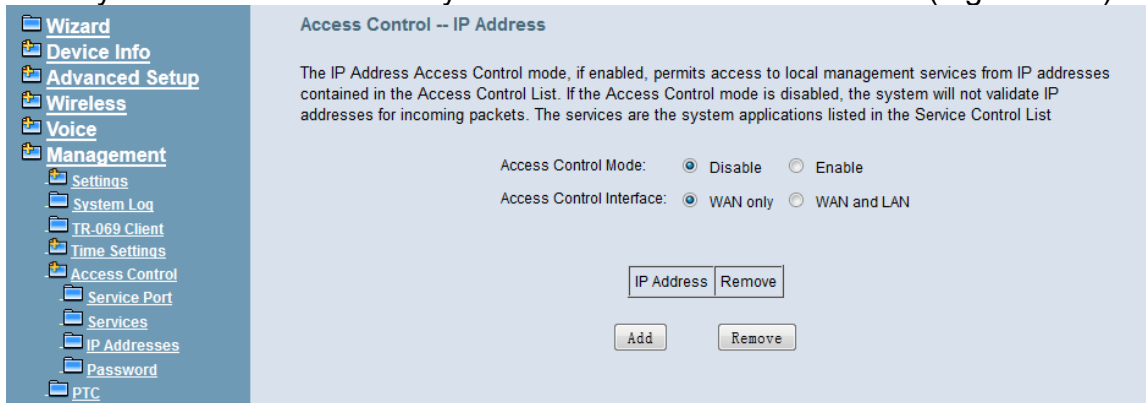 Wizard
Device Info
Advanced Setup
Wireless
Voice
Management
Settings
System Log
TR-069 Client
Time Settings
Access Control
Service Port
Services
IP Addresses
Password
PTC
Access Control -- IP Address
The IP Address Access Control mode, if enabled, permits access to local management services from IP addresses
contained in the Access Control List. If the Access Control mode is disabled, the system will not validate IP
addresses for incoming packets. The services are the system applications listed in the Service Control List
Access Control Mode: Disable Enable
Access Control Interface: WAN only WAN and LAN
IP Address Remove
Add Remove